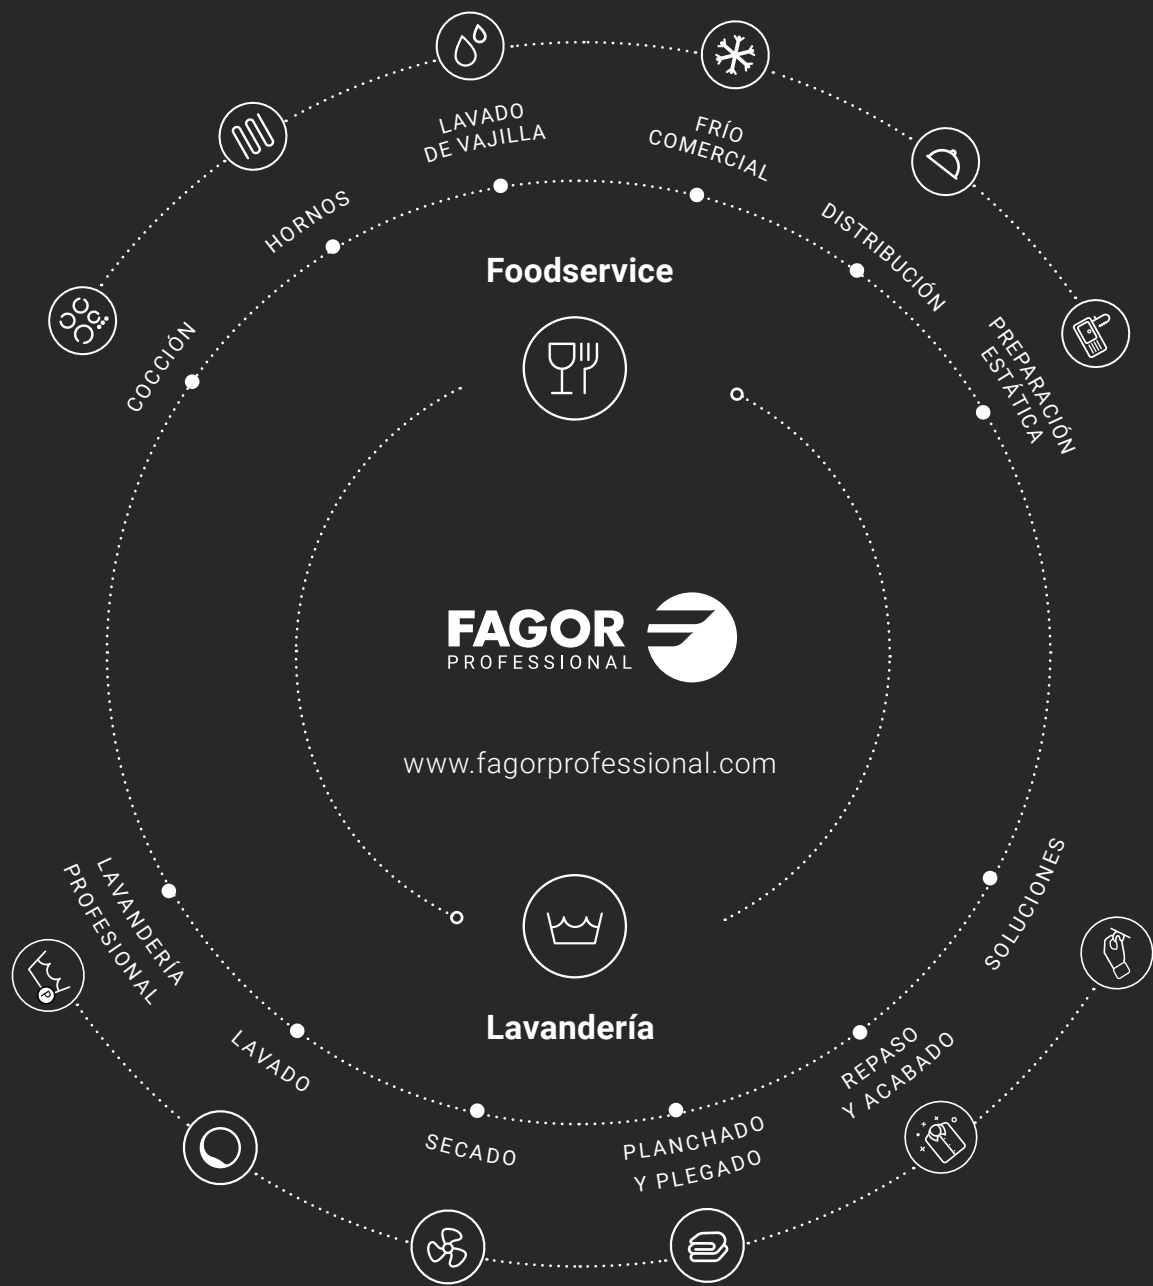 LAVADO
DE VAJILLA
FRÍO
COMERCIAL
HORNOS
DISTRIBUCIÓN
COCCIÓN
PREPARACIÓN
ESTÁTICA
Foodservice
FAGOR
PROFESSIONAL
www.fagorprofessional.com
Lavandería
LAVANDERÍA
PROFESIONAL
P
LAVADO
SECADO
PLANCHADO
Y PLEGADO
REPASO
Y ACABADO
SOLUCIONES